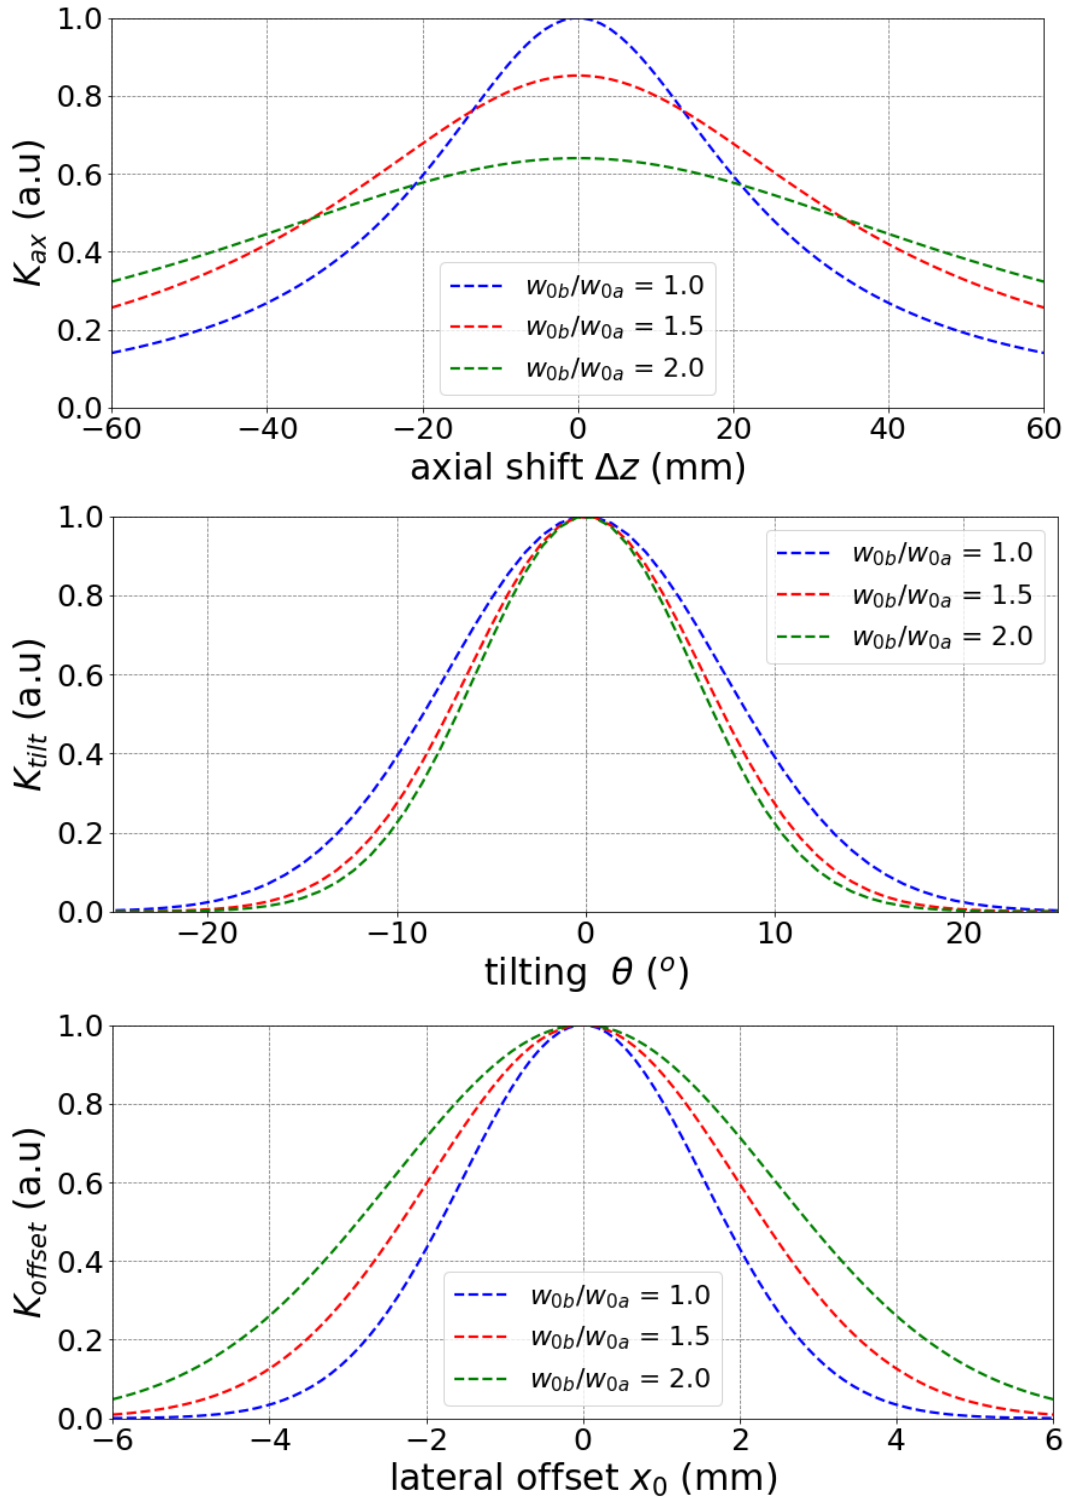 1.0
0.8
0.6
0.4
0.2
0.0
K_ax (a.u)
w_0b/w_0a = 1.0
w_0b/w_0a = 1.5
w_0b/w_0a = 2.0
−60 −40 −20 0 20 40 60
axial shift Δz (mm)
1.0
0.8
0.6
0.4
0.2
0.0
K_tilt (a.u)
w_0b/w_0a = 1.0
w_0b/w_0a = 1.5
w_0b/w_0a = 2.0
−20 −10 0 10 20
tilting θ (^o)
1.0
0.8
0.6
0.4
0.2
0.0
K_offset (a.u)
w_0b/w_0a = 1.0
w_0b/w_0a = 1.5
w_0b/w_0a = 2.0
−6 −4 −2 0 2 4 6
lateral offset x_0 (mm)